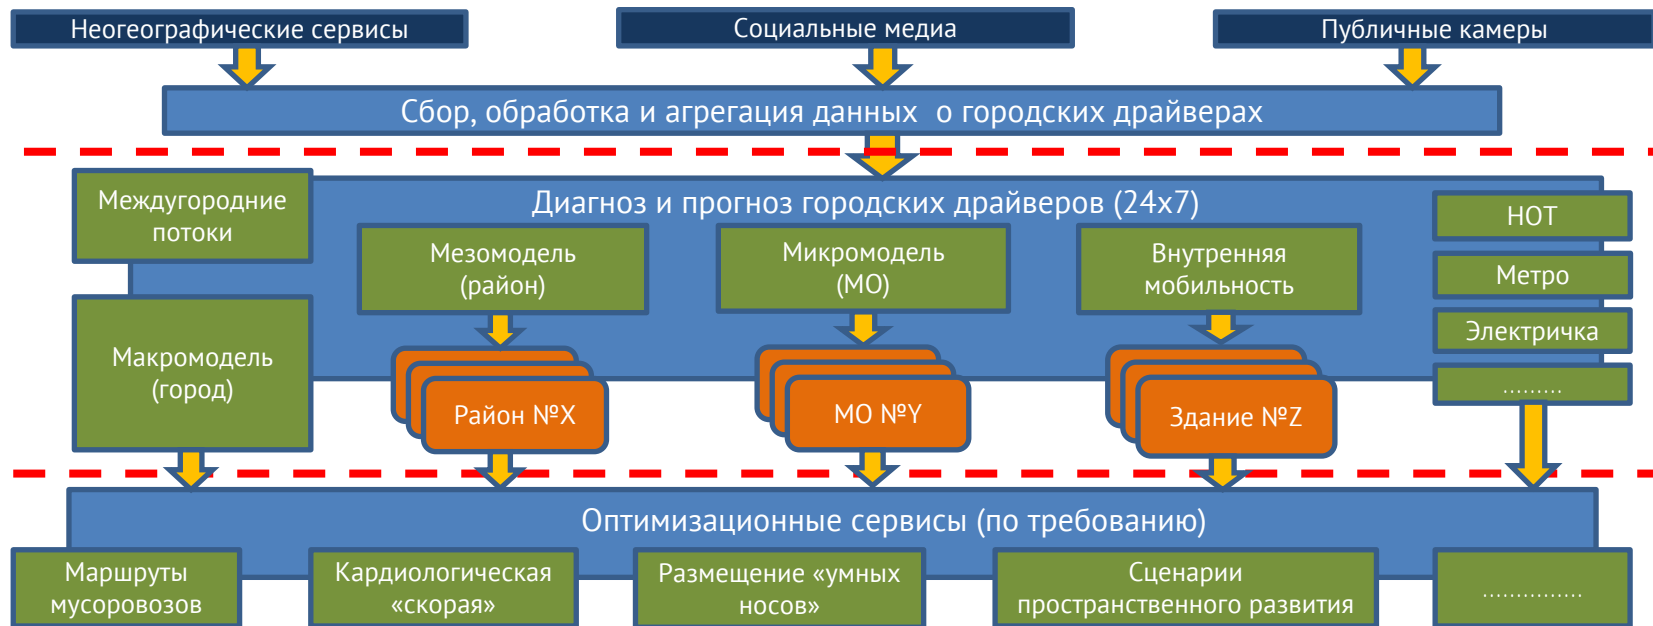 Неогеографические сервисы
Социальные медиа
Публичные камеры
Сбор, обработка и агрегация данных о городских драйверах
Диагноз и прогноз городских драйверов (24x7)
Междугородние
потоки
Макромодель
(город)
Мезомодель
(район)
Район №X
Микромодель
(МО)
МО №Y
Внутренняя
мобильность
Здание №Z
НОТ
Метро
Электричка
.........
Оптимизационные сервисы (по требованию)
Маршруты
мусоровозов
Кардиологическая
«скорая»
Размещение «умных
носов»
Сценарии
пространственного развития
...............